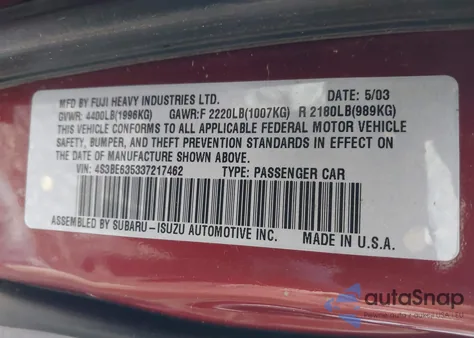 MFD BY FUJI HEAVY INDUSTRIES LTD. DATE: 5/03
GVWR: 4400LB(1996KG) GAWR:F 2220LB(1007KG) R 2180LB(989KG)
THIS VEHICLE CONFORMS TO ALL APPLICABLE FEDERAL MOTOR VEHICLE
SAFETY, BUMPER, AND THEFT PREVENTION STANDARDS IN EFFECT ON
THE DATE OF MANUFACTURE SHOWN ABOVE.
VIN: 4S3BE635337217462 TYPE: PASSENGER CAR
ASSEMBLED BY SUBARU-ISUZU AUTOMOTIVE INC. MADE IN U.S.A.
autoSnap